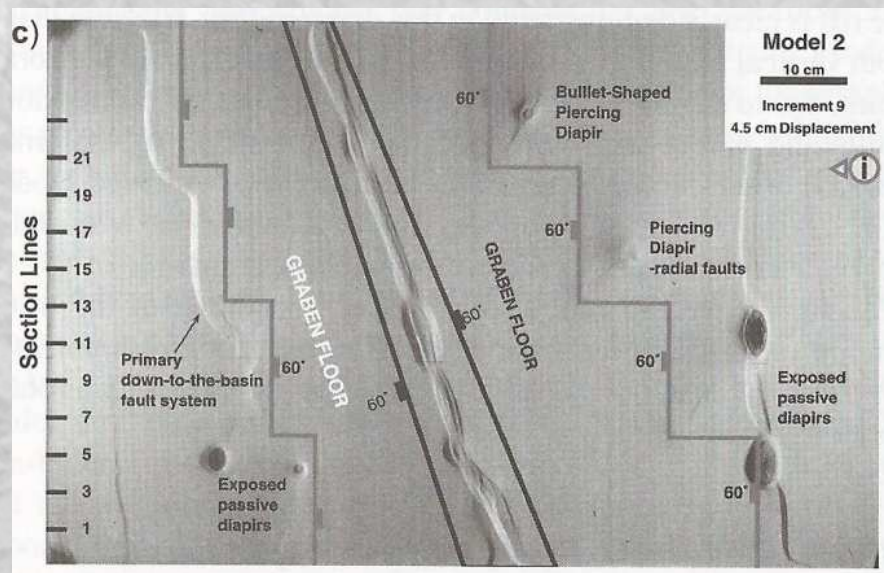 c)
Model 2
10 cm
Increment 9
4.5 cm Displacement
i
60°
Bulllet-Shaped
Piercing
Diapir
Section Lines
21
19
17
15
13
11
9
7
5
3
1
60°
Piercing
Diapir
-radial faults
GRABEN FLOOR
GRABEN FLOOR
60°
Primary
down-to-the-basin
fault system
60°
60°
60°
Exposed
passive
diapirs
Exposed
passive
diapirs
60°